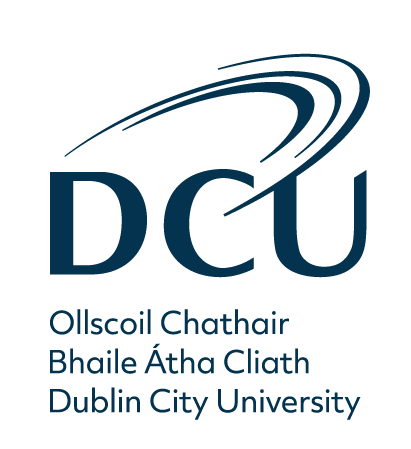 DCU
Ollscoil Chathair
Bhaile Átha Cliath
Dublin City University